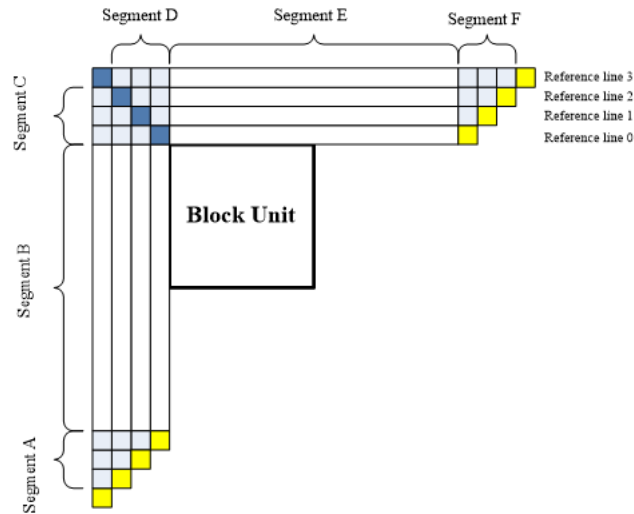 Segment D
Segment E
Segment F
Reference line 3
Reference line 2
Reference line 1
Reference line 0
Segment C
Block Unit
Segment B
Segment A